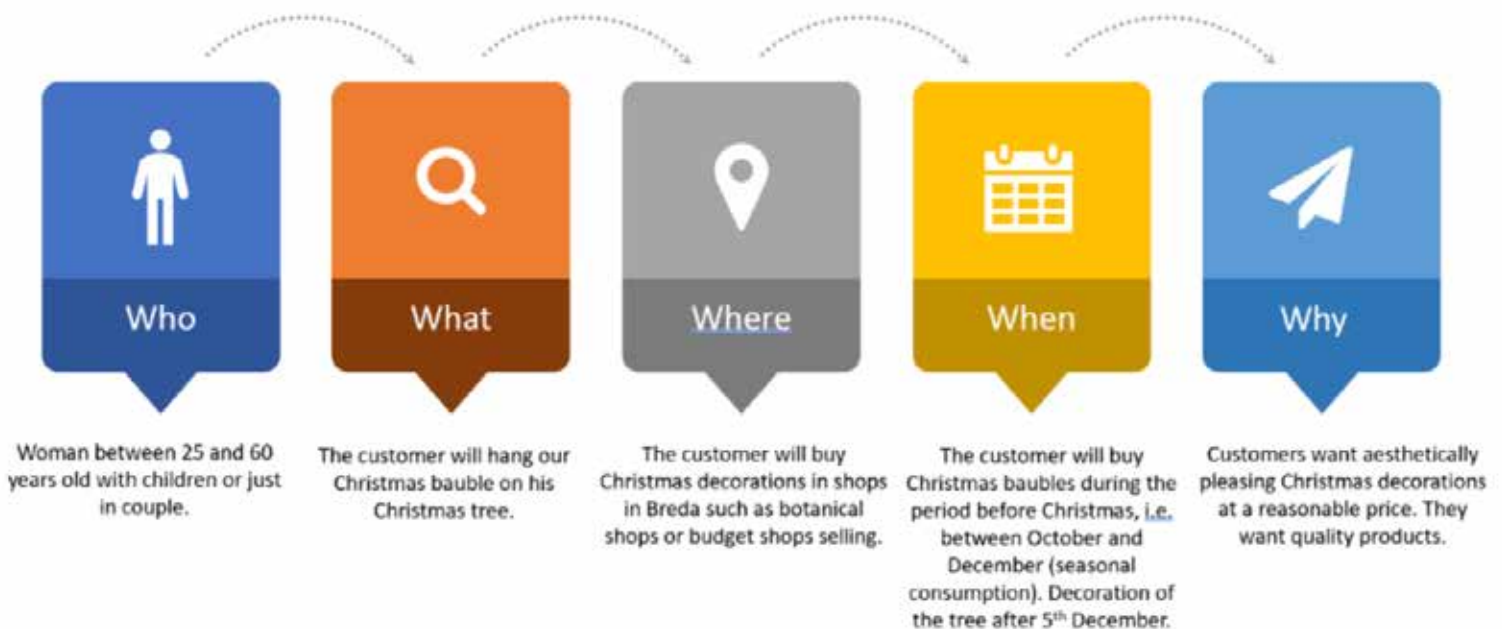 Who
Woman between 25 and 60
years old with children or just
in couple.
What
The customer will hang our
Christmas bauble on his
Christmas tree.
Where
The customer will buy
Christmas decorations in shops
in Breda such as botanical
shops or budget shops selling.
When
The customer will buy
Christmas baubles during the
period before Christmas, i.e.
between October and
December (seasonal
consumption). Decoration of
the tree after 5th December.
Why
Customers want aesthetically
pleasing Christmas decorations
at a reasonable price. They
want quality products.